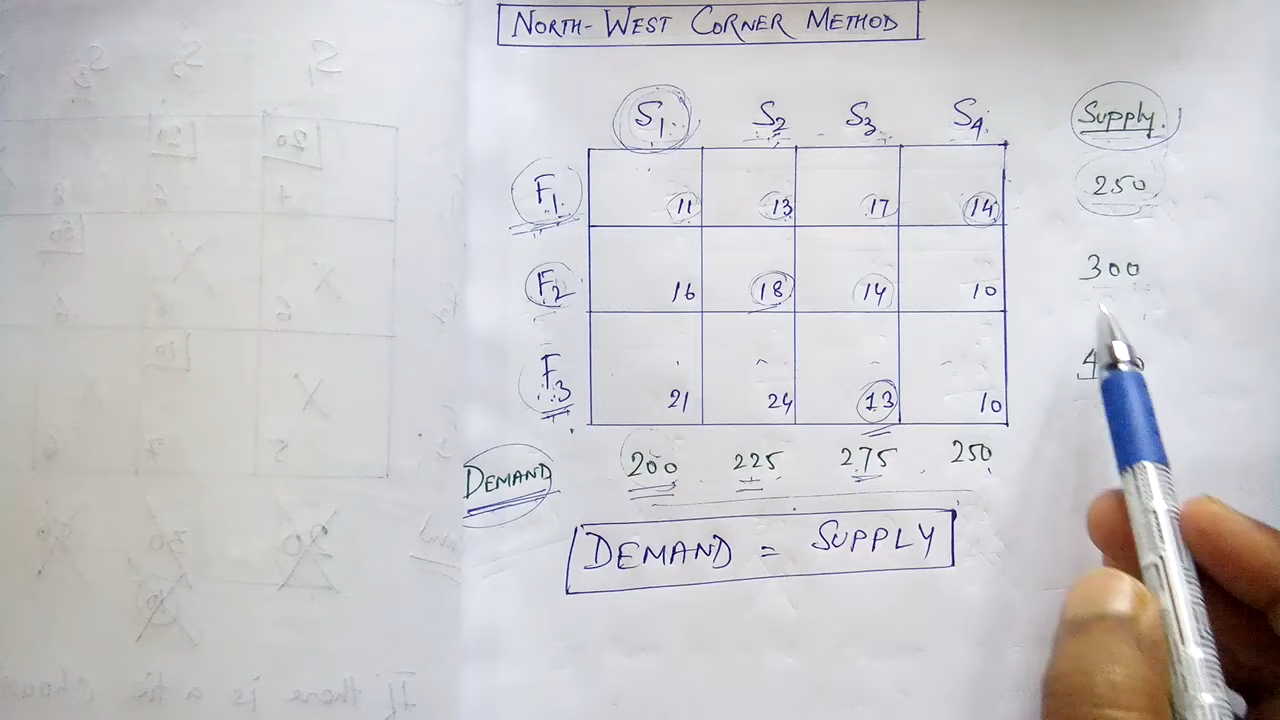 NORTH-WEST CORNER METHOD
S1 S2 S3 S4 Supply.
F1 11 13 17 14 250
F2 16 18 14 10 300
F3 21 24 13 10
DEMAND 200 225 275 250
DEMAND = SUPPLY